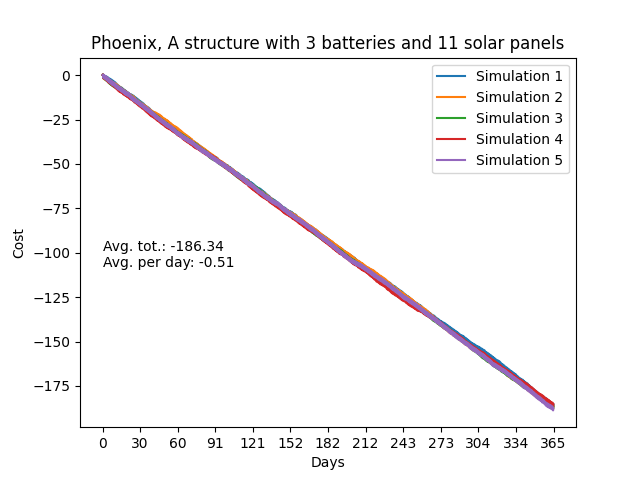 Phoenix, A structure with 3 batteries and 11 solar panels
Simulation 1
Simulation 2
Simulation 3
Simulation 4
Simulation 5
0
−25
−50
−75
−100
−125
−150
−175
Cost
Avg. tot.: -186.34
Avg. per day: -0.51
0 30 60 91 121 152 182 212 243 273 304 334 365
Days